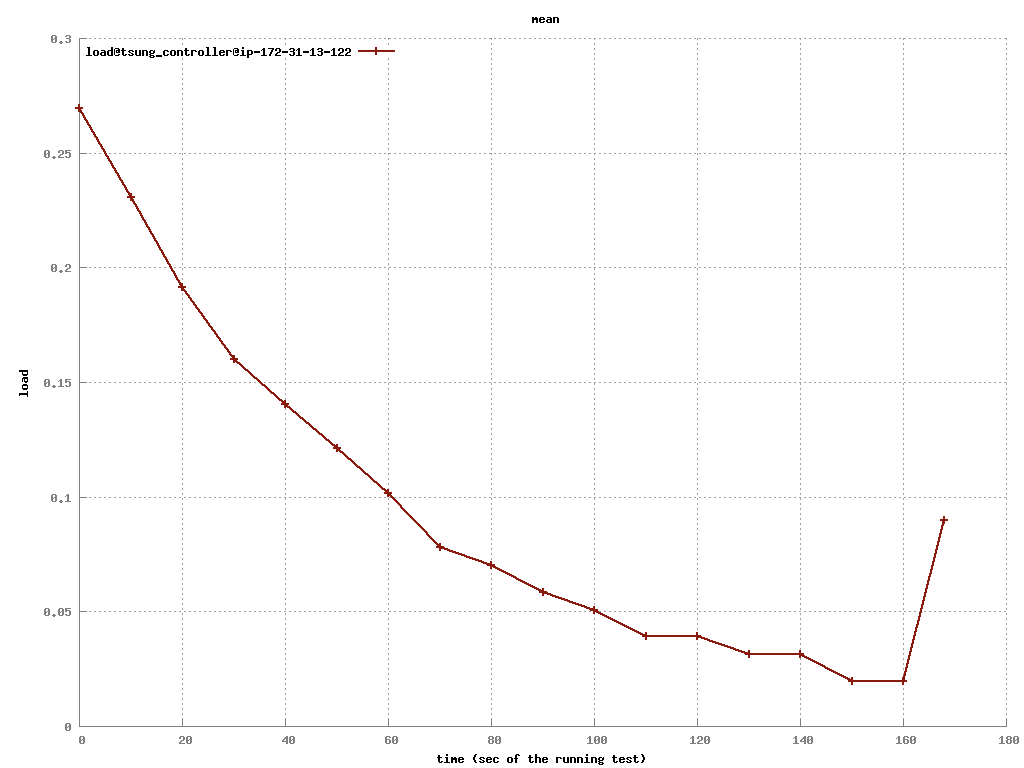 mean
load@tsung_controller@ip-172-31-13-122
0.3
0.25
0.2
0.15
0.1
0.05
0
load
0 20 40 60 80 100 120 140 160 180
time (sec of the running test)